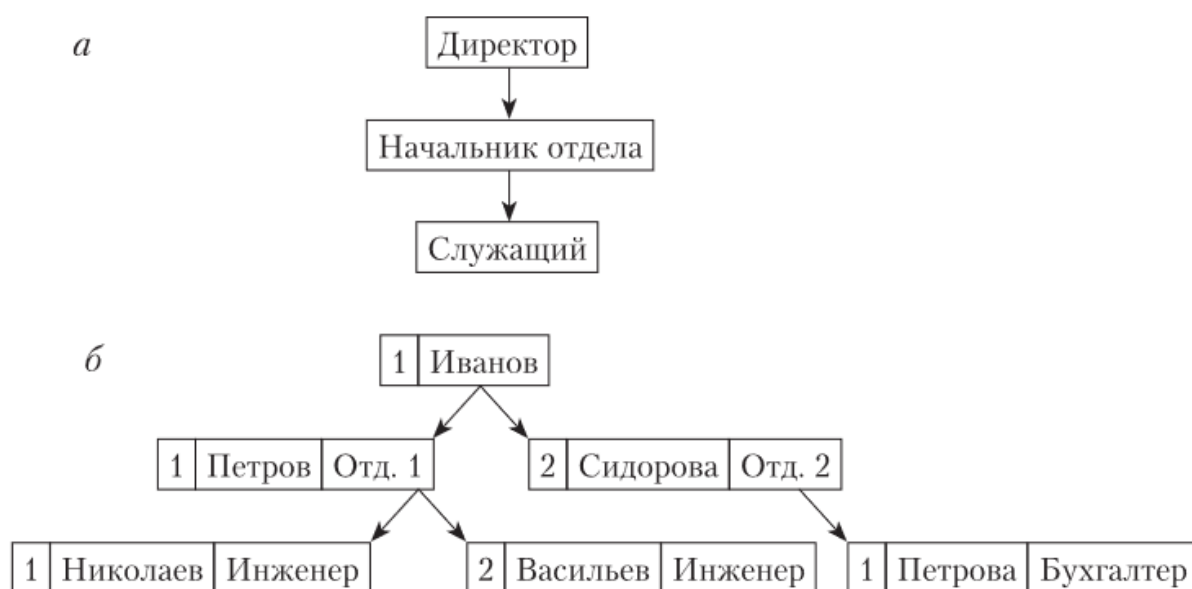 а Директор
Начальник отдела
Служащий
б 1 Иванов
1 Петров Отд. 1 2 Сидорова Отд. 2
1 Николаев Инженер 2 Васильев Инженер 1 Петрова Бухгалтер